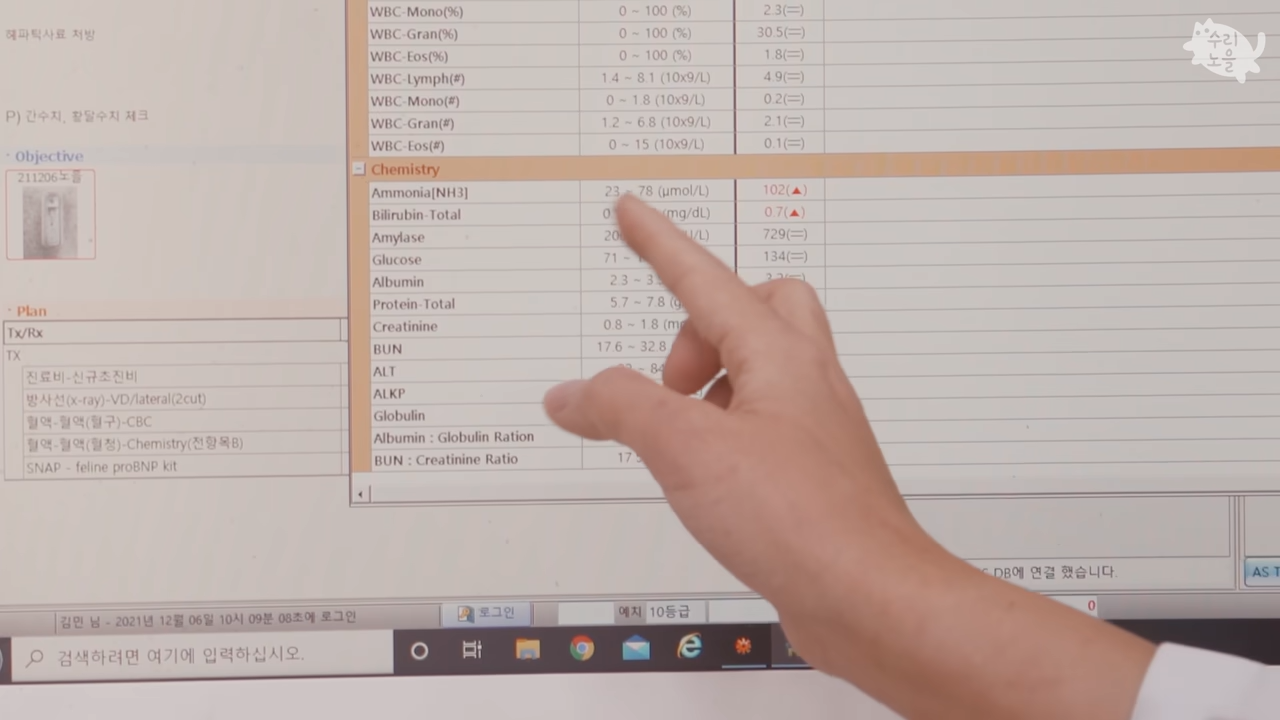 헤파틱사료 처방
P) 간수치, 황달수치 체크
Objective
211206노을
Plan
Tx/Rx
TX
진료비-신규초진비
방사선(x-ray)-VD/lateral(2cut)
혈액-혈액(혈구)-CBC
혈액-혈액(혈청)-Chemistry(전항목B)
SNAP - feline proBNP kit
WBC-Mono(%) 0 ~ 100 (%) 2.3(=)
WBC-Gran(%) 0 ~ 100 (%) 30.5(=)
WBC-Eos(%) 0 ~ 100 (%) 1.8(=)
WBC-Lymph(#) 1.4 ~ 8.1 (10x9/L) 4.9(=)
WBC-Mono(#) 0 ~ 1.8 (10x9/L) 0.2(=)
WBC-Gran(#) 1.2 ~ 6.8 (10x9/L) 2.1(=)
WBC-Eos(#) 0 ~ 15 (10x9/L) 0.1(=)
Chemistry
Ammonia[NH3] 23 ~ 78 (μmol/L) 102(▲)
Bilirubin-Total (mg/dL) 0.7(▲)
Amylase 729(=)
Glucose 71 ~ 134(=)
Albumin 2.3 ~
Protein-Total 5.7 ~ 7.8
Creatinine 0.8 ~ 1.8
BUN 17.6 ~ 32.8
ALT
ALKP
Globulin
Albumin : Globulin Ration
BUN : Creatinine Ratio
DB에 연결 했습니다.
AS
김민 남 - 2021년 12월 06일 10시 09분 08초에 로그인
로그인
예치 10등급
0
검색하려면 여기에 입력하십시오.
수리
노을